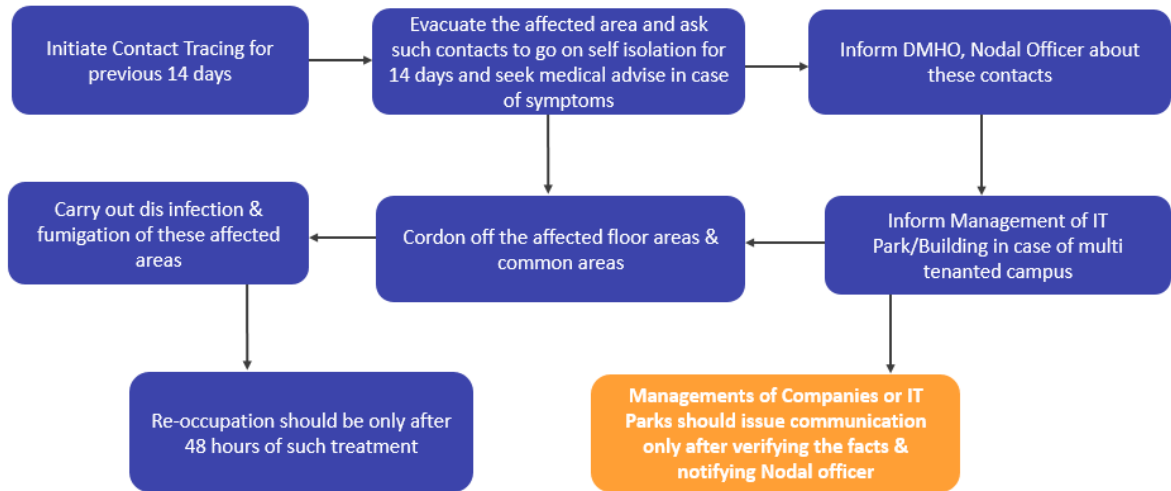 Initiate Contact Tracing for
previous 14 days
Evacuate the affected area and ask
such contacts to go on self isolation for
14 days and seek medical advise in case
of symptoms
Inform DMHO, Nodal Officer about
these contacts
Carry out dis infection &
fumigation of these affected
areas
Cordon off the affected floor areas &
common areas
Inform Management of IT
Park/Building in case of multi
tenanted campus
Re-occupation should be only after
48 hours of such treatment
Managements of Companies or IT
Parks should issue communication
only after verifying the facts &
notifying Nodal officer